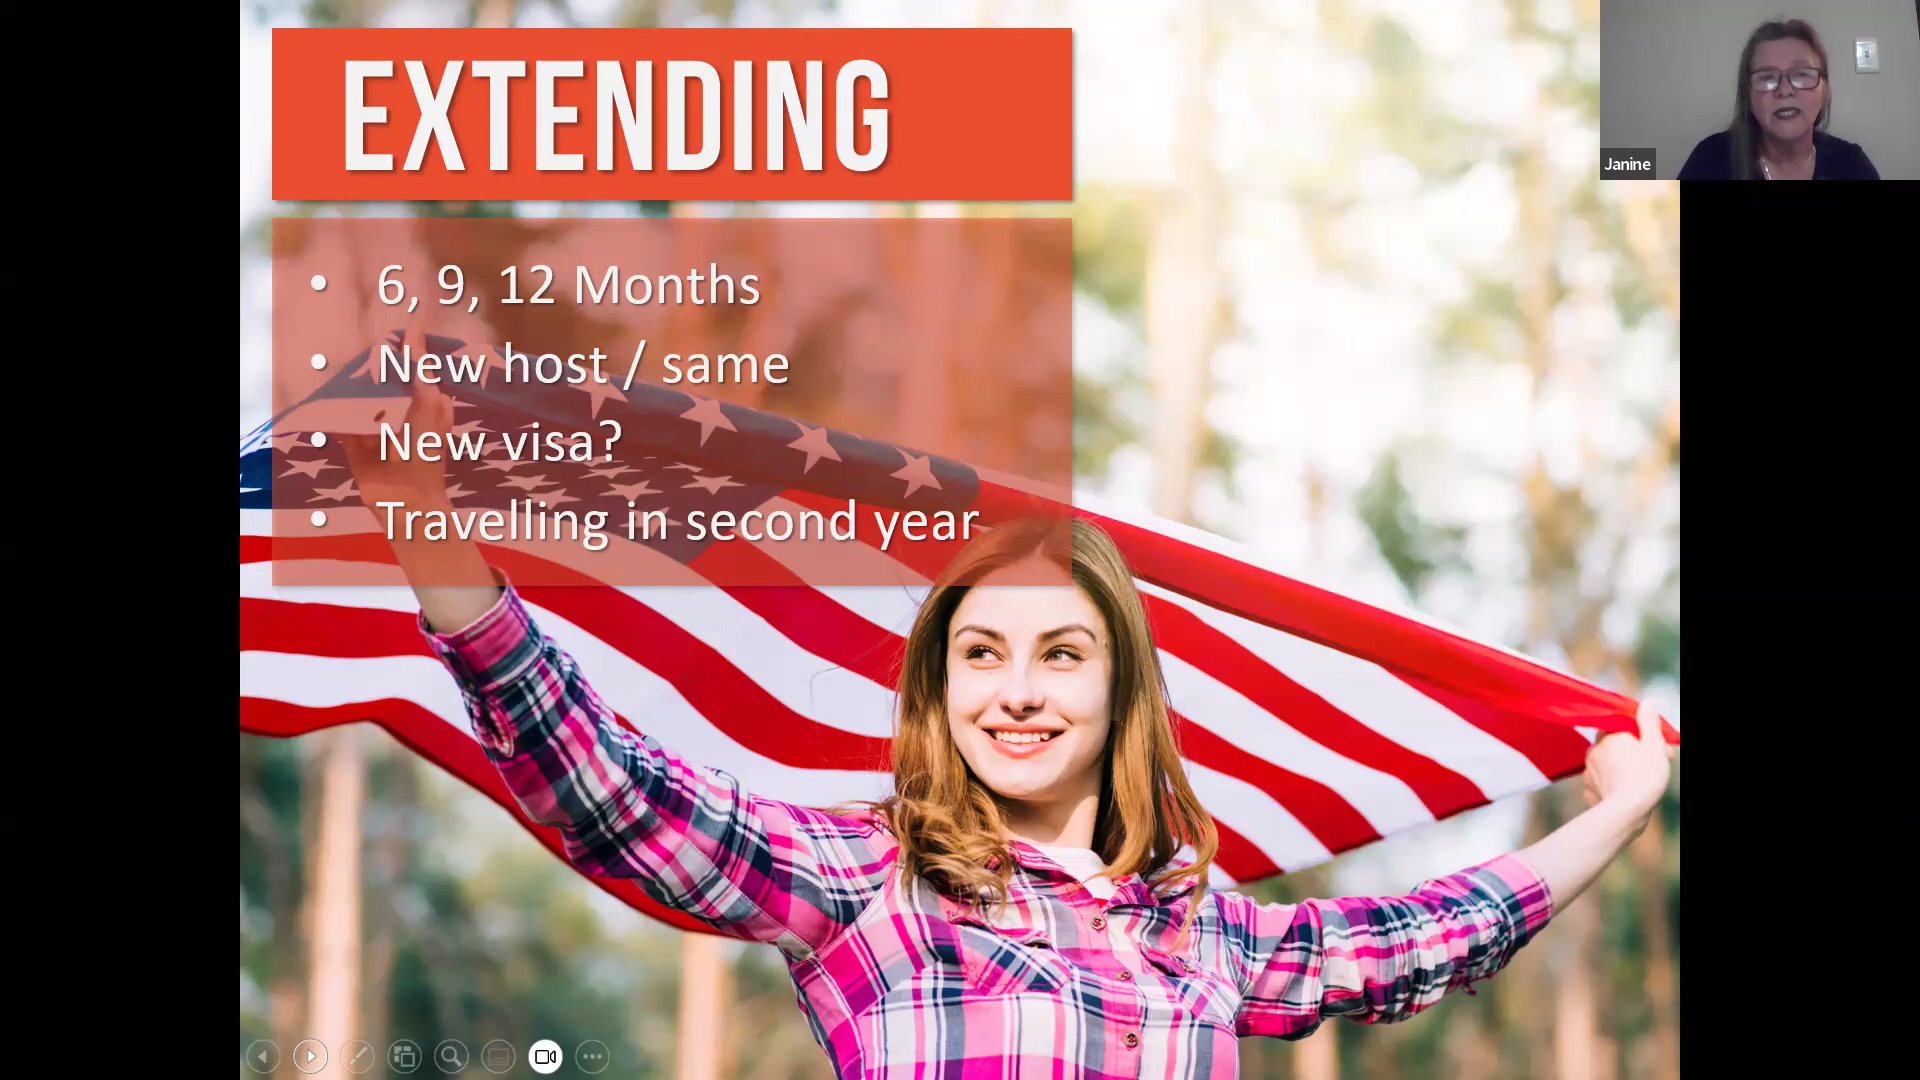 EXTENDING
• 6, 9, 12 Months
• New host / same
• New visa?
• Travelling in second year
Janine